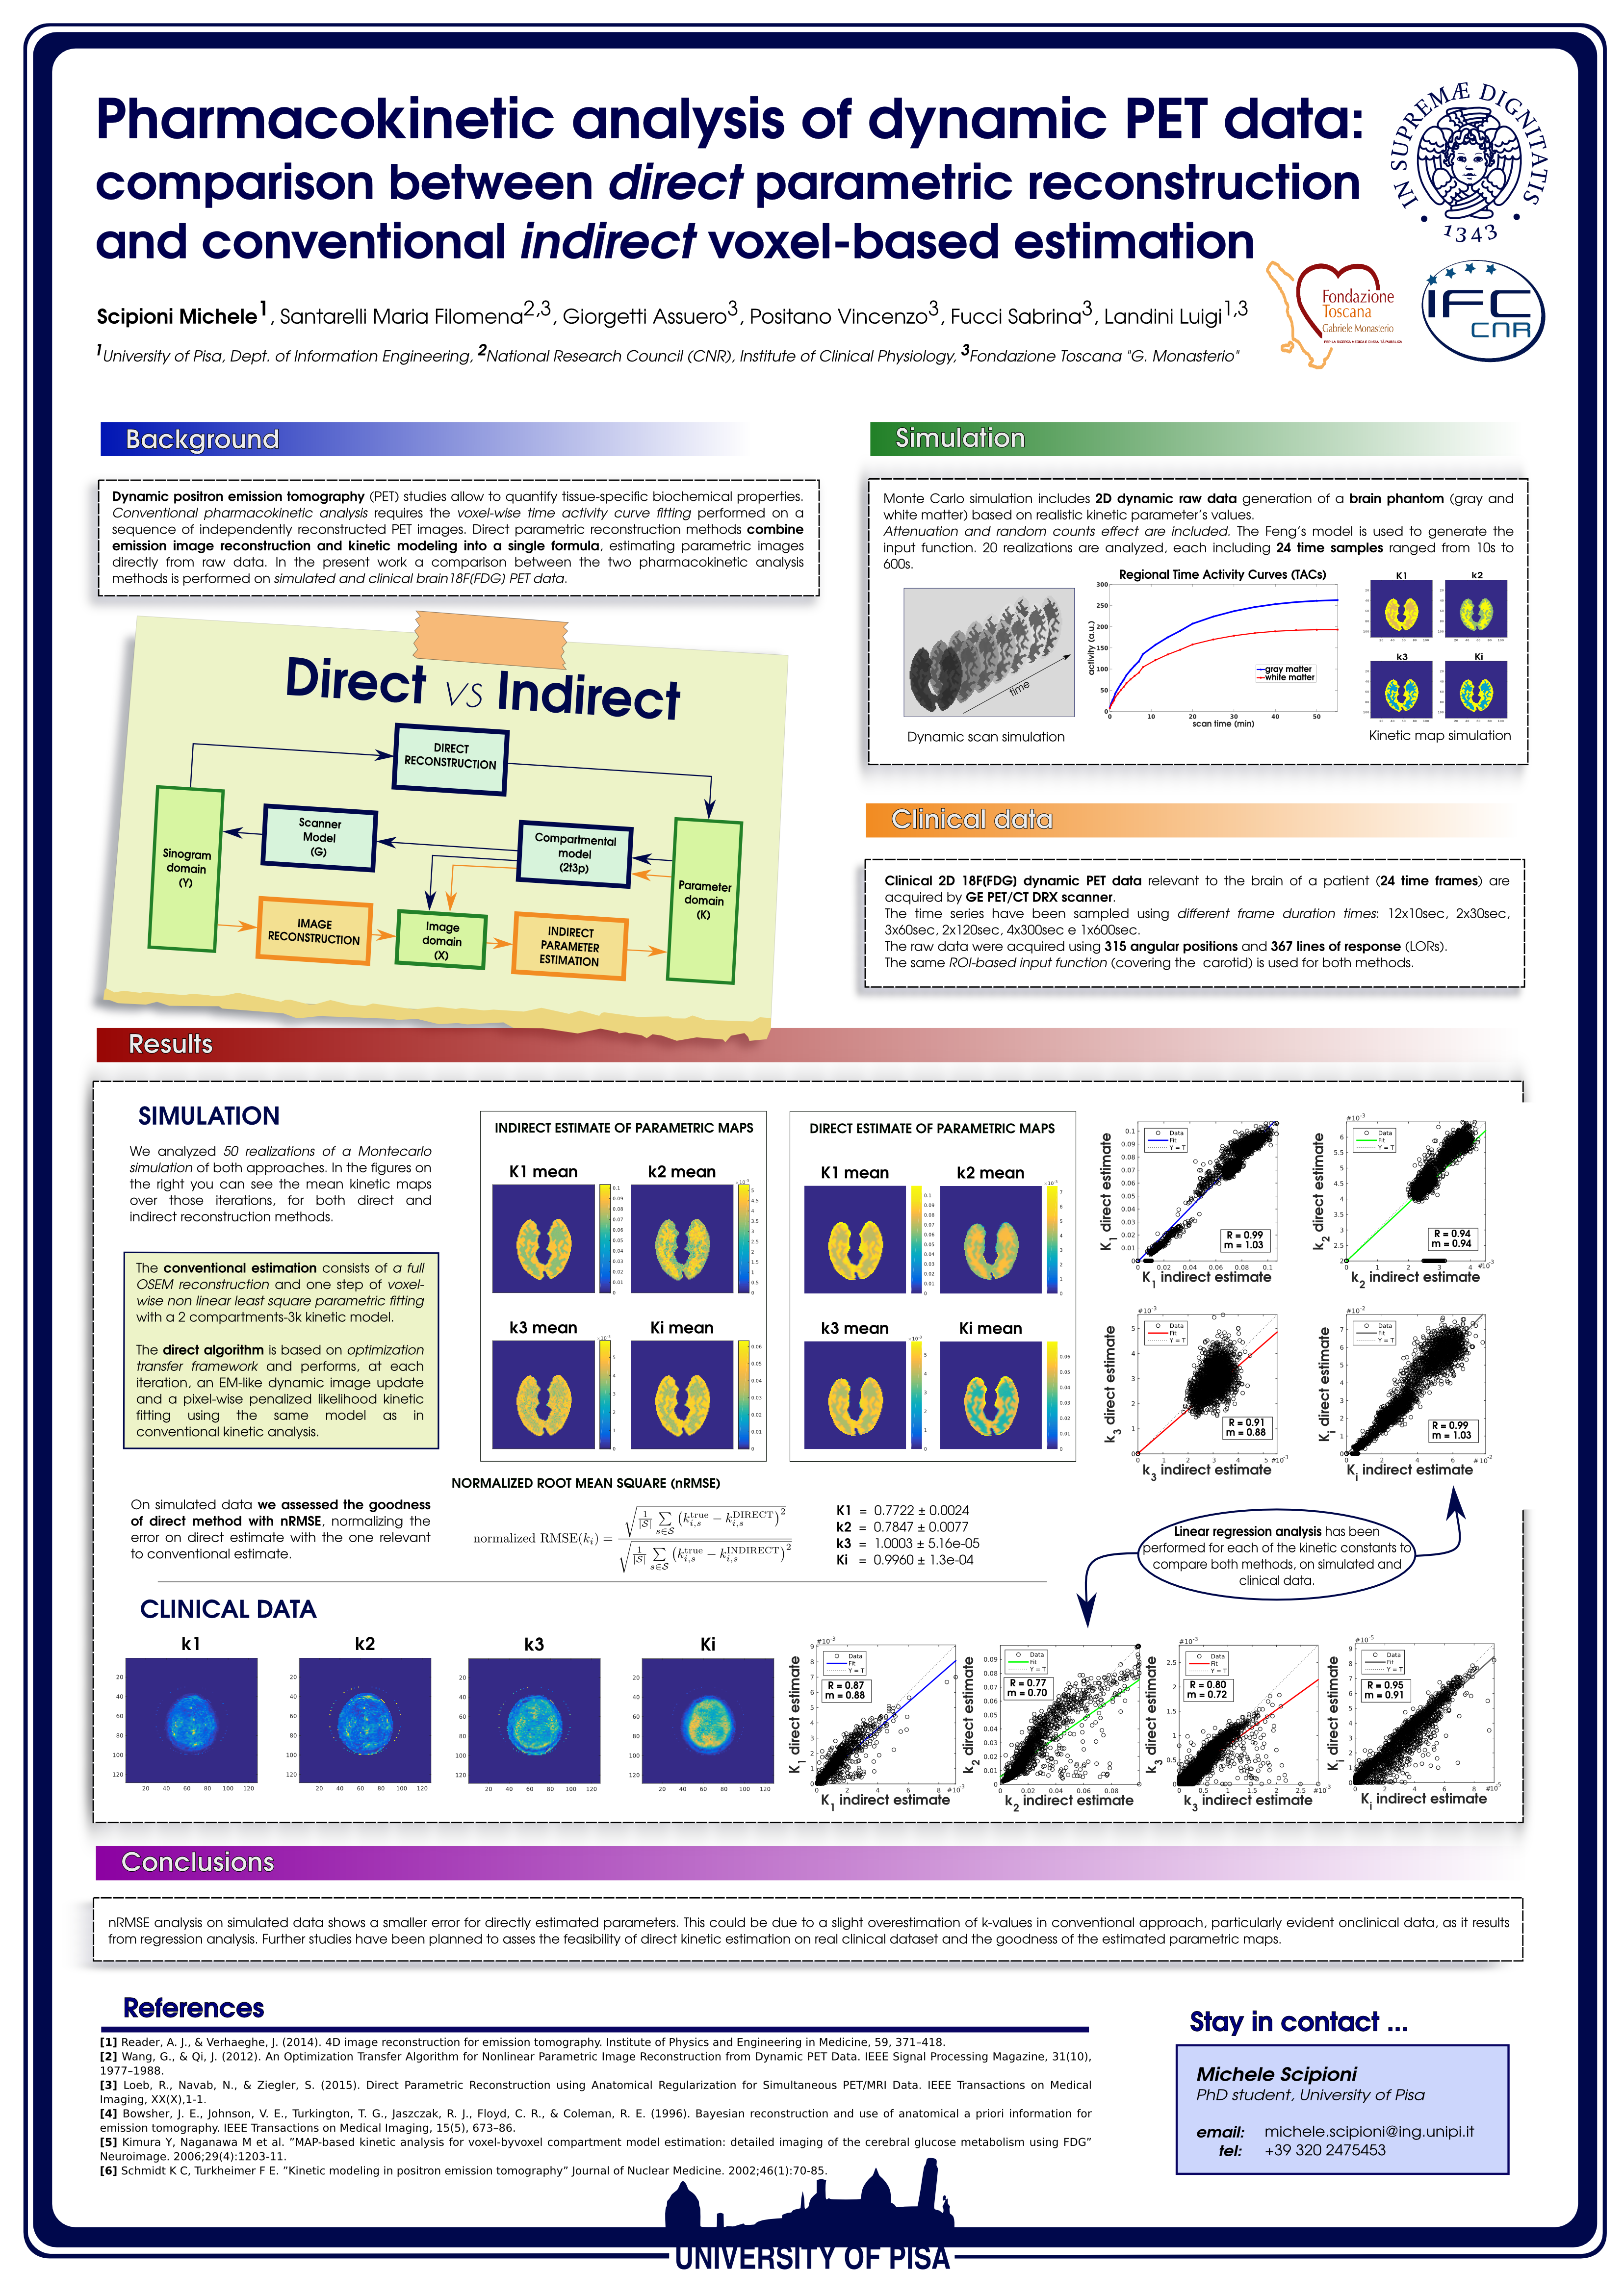 Pharmacokinetic analysis of dynamic PET data:
comparison between direct parametric reconstruction
and conventional indirect voxel-based estimation
IN SUPREMÆ DIGNITATIS
· 1343 ·
Scipioni Michele1, Santarelli Maria Filomena2,3, Giorgetti Assuero3, Positano Vincenzo3, Fucci Sabrina3, Landini Luigi1,3
1University of Pisa, Dept. of Information Engineering, 2National Research Council (CNR), Institute of Clinical Physiology, 3Fondazione Toscana "G. Monasterio"
Fondazione
Toscana
Gabriele Monasterio
IFC
CNR
Background
Dynamic positron emission tomography (PET) studies allow to quantify tissue-specific biochemical properties.
Conventional pharmacokinetic analysis requires the voxel-wise time activity curve fitting performed on a
sequence of independently reconstructed PET images. Direct parametric reconstruction methods combine
emission image reconstruction and kinetic modeling into a single formula, estimating parametric images
directly from raw data. In the present work a comparison between the two pharmacokinetic analysis
methods is performed on simulated and clinical brain18F(FDG) PET data.
Direct VS Indirect
DIRECT
RECONSTRUCTION
Sinogram
domain
(Y)
Scanner
Model
(G)
Compartmental
model
(2t3p)
Parameter
domain
(K)
IMAGE
RECONSTRUCTION
Image
domain
(X)
INDIRECT
PARAMETER
ESTIMATION
Simulation
Monte Carlo simulation includes 2D dynamic raw data generation of a brain phantom (gray and
white matter) based on realistic kinetic parameter's values.
Attenuation and random counts effect are included. The Feng's model is used to generate the
input function. 20 realizations are analyzed, each including 24 time samples ranged from 10s to
600s.
time
Dynamic scan simulation
Regional Time Activity Curves (TACs)
activity (a.u.)
300
250
200
150
100
50
0
0 10 20 30 40 50
scan time (min)
gray matter
white matter
K1 k2
k3 Ki
Kinetic map simulation
Clinical data
Clinical 2D 18F(FDG) dynamic PET data relevant to the brain of a patient (24 time frames) are
acquired by GE PET/CT DRX scanner.
The time series have been sampled using different frame duration times: 12x10sec, 2x30sec,
3x60sec, 2x120sec, 4x300sec e 1x600sec.
The raw data were acquired using 315 angular positions and 367 lines of response (LORs).
The same ROI-based input function (covering the carotid) is used for both methods.
Results
SIMULATION
We analyzed 50 realizations of a Montecarlo
simulation of both approaches. In the figures on
the right you can see the mean kinetic maps
over those iterations, for both direct and
indirect reconstruction methods.
The conventional estimation consists of a full
OSEM reconstruction and one step of voxel-
wise non linear least square parametric fitting
with a 2 compartments-3k kinetic model.
The direct algorithm is based on optimization
transfer framework and performs, at each
iteration, an EM-like dynamic image update
and a pixel-wise penalized likelihood kinetic
fitting using the same model as in
conventional kinetic analysis.
INDIRECT ESTIMATE OF PARAMETRIC MAPS
K1 mean k2 mean
k3 mean Ki mean
DIRECT ESTIMATE OF PARAMETRIC MAPS
K1 mean k2 mean
k3 mean Ki mean
K1 direct estimate
Data
Fit
Y = T
R = 0.99
m = 1.03
K1 indirect estimate
k2 direct estimate
Data
Fit
Y = T
R = 0.94
m = 0.94
k2 indirect estimate
k3 direct estimate
Data
Fit
Y = T
R = 0.91
m = 0.88
k3 indirect estimate
Ki direct estimate
Data
Fit
Y = T
R = 0.99
m = 1.03
Ki indirect estimate
On simulated data we assessed the goodness
of direct method with nRMSE, normalizing the
error on direct estimate with the one relevant
to conventional estimate.
NORMALIZED ROOT MEAN SQUARE (nRMSE)
normalized RMSE(k_i) = √(1/|S| ∑_{s∈S} (k_{i,s}^true − k_{i,s}^DIRECT)²) / √(1/|S| ∑_{s∈S} (k_{i,s}^true − k_{i,s}^INDIRECT)²)
K1 = 0.7722 ± 0.0024
k2 = 0.7847 ± 0.0077
k3 = 1.0003 ± 5.16e-05
Ki = 0.9960 ± 1.3e-04
Linear regression analysis has been
performed for each of the kinetic constants to
compare both methods, on simulated and
clinical data.
CLINICAL DATA
k1 k2 k3 Ki
K1 direct estimate
Data
Fit
Y = T
R = 0.87
m = 0.88
K1 indirect estimate
k2 direct estimate
Data
Fit
Y = T
R = 0.77
m = 0.70
k2 indirect estimate
k3 direct estimate
Data
Fit
Y = T
R = 0.80
m = 0.72
k3 indirect estimate
Ki direct estimate
Data
Fit
Y = T
R = 0.95
m = 0.91
Ki indirect estimate
Conclusions
nRMSE analysis on simulated data shows a smaller error for directly estimated parameters. This could be due to a slight overestimation of k-values in conventional approach, particularly evident onclinical data, as it results
from regression analysis. Further studies have been planned to asses the feasibility of direct kinetic estimation on real clinical dataset and the goodness of the estimated parametric maps.
References
[1] Reader, A. J., & Verhaeghe, J. (2014). 4D image reconstruction for emission tomography. Institute of Physics and Engineering in Medicine, 59, 371–418.
[2] Wang, G., & Qi, J. (2012). An Optimization Transfer Algorithm for Nonlinear Parametric Image Reconstruction from Dynamic PET Data. IEEE Signal Processing Magazine, 31(10),
1977–1988.
[3] Loeb, R., Navab, N., & Ziegler, S. (2015). Direct Parametric Reconstruction using Anatomical Regularization for Simultaneous PET/MRI Data. IEEE Transactions on Medical
Imaging, XX(X),1-1.
[4] Bowsher, J. E., Johnson, V. E., Turkington, T. G., Jaszczak, R. J., Floyd, C. R., & Coleman, R. E. (1996). Bayesian reconstruction and use of anatomical a priori information for
emission tomography. IEEE Transactions on Medical Imaging, 15(5), 673–86.
[5] Kimura Y, Naganawa M et al. "MAP-based kinetic analysis for voxel-byvoxel compartment model estimation: detailed imaging of the cerebral glucose metabolism using FDG"
Neuroimage. 2006;29(4):1203-11.
[6] Schmidt K C, Turkheimer F E. "Kinetic modeling in positron emission tomography" Journal of Nuclear Medicine. 2002;46(1):70-85.
Stay in contact ...
Michele Scipioni
PhD student, University of Pisa
email: michele.scipioni@ing.unipi.it
tel: +39 320 2475453
UNIVERSITY OF PISA